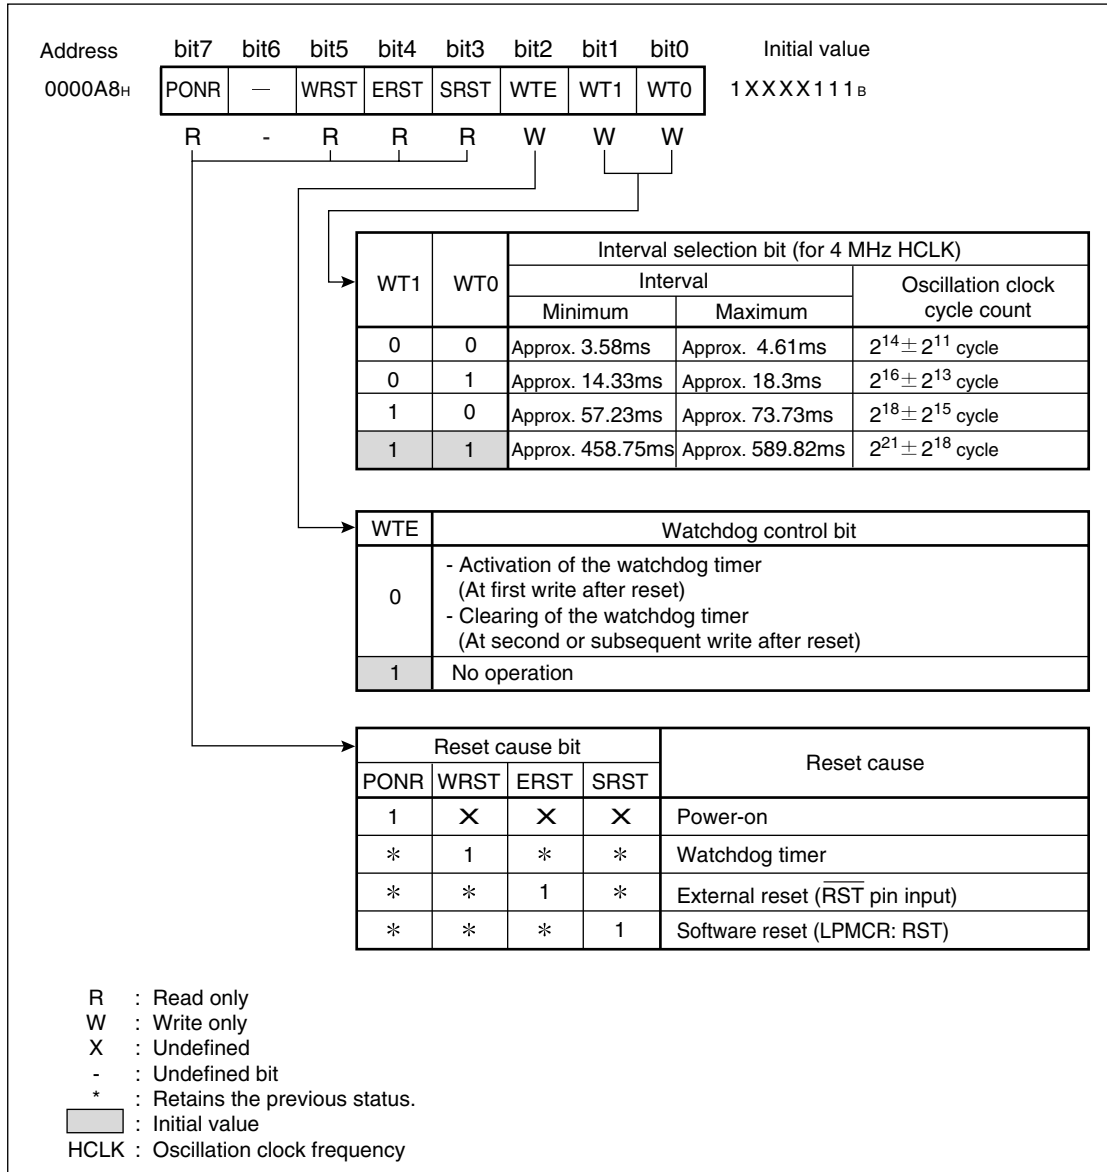 Address bit7 bit6 bit5 bit4 bit3 bit2 bit1 bit0 Initial value
0000A8H PONR — WRST ERST SRST WTE WT1 WT0 1XXXX111B
R - R R R W W W
Interval selection bit (for 4 MHz HCLK)
WT1 WT0 Interval Oscillation clock cycle count
Minimum Maximum
0 0 Approx. 3.58ms Approx. 4.61ms 2^14 ± 2^11 cycle
0 1 Approx. 14.33ms Approx. 18.3ms 2^16 ± 2^13 cycle
1 0 Approx. 57.23ms Approx. 73.73ms 2^18 ± 2^15 cycle
1 1 Approx. 458.75ms Approx. 589.82ms 2^21 ± 2^18 cycle
WTE Watchdog control bit
0
- Activation of the watchdog timer
(At first write after reset)
- Clearing of the watchdog timer
(At second or subsequent write after reset)
1 No operation
Reset cause bit Reset cause
PONR WRST ERST SRST
1 X X X Power-on
* 1 * * Watchdog timer
* * 1 * External reset (R̅S̅T̅ pin input)
* * * 1 Software reset (LPMCR: RST)
R : Read only
W : Write only
X : Undefined
- : Undefined bit
* : Retains the previous status.
: Initial value
HCLK : Oscillation clock frequency